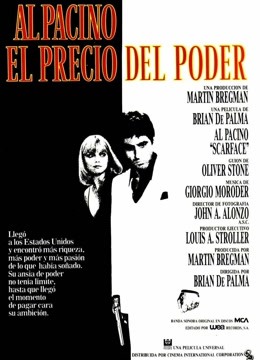 AL PACINO
EL PRECIO DEL PODER
UNA PRODUCCION DE
MARTIN BREGMAN
UNA PELICULA DE
BRIAN DE PALMA
AL PACINO
"SCARFACE"
GUION DE
OLIVER STONE
MUSICA DE
GIORGIO MORODER
DIRECTOR DE FOTOGRAFIA
JOHN A. ALONZO
A.S.C.
PRODUCTOR EJECUTIVO
LOUIS A. STROLLER
PRODUCIDA POR
MARTIN BREGMAN
DIRIGIDA POR
BRIAN DE PALMA
Llegó
a los Estados Unidos
y encontró más riqueza,
más poder y más pasión
de lo que había soñado.
Su ansia de poder
no tenía límite,
hasta que llegó
el momento
de pagar cara
su ambición.
BANDA SONORA ORIGINAL EN DISCOS MCA
EDITADO POR WEA RECORDS, S.A.
UNA PELICULA UNIVERSAL
DISTRIBUIDA POR CINEMA INTERNATIONAL CORPORATION